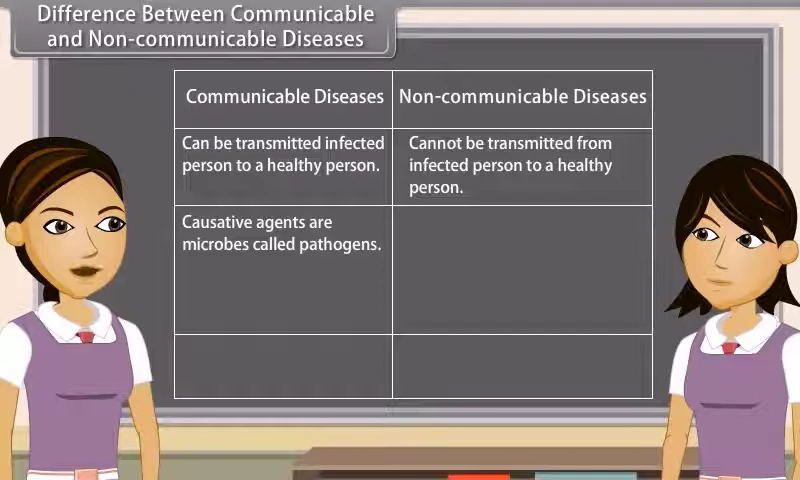 Difference Between Communicable
and Non-communicable Diseases
Communicable Diseases
Non-communicable Diseases
Can be transmitted infected
person to a healthy person.
Cannot be transmitted from
infected person to a healthy
person.
Causative agents are
microbes called pathogens.